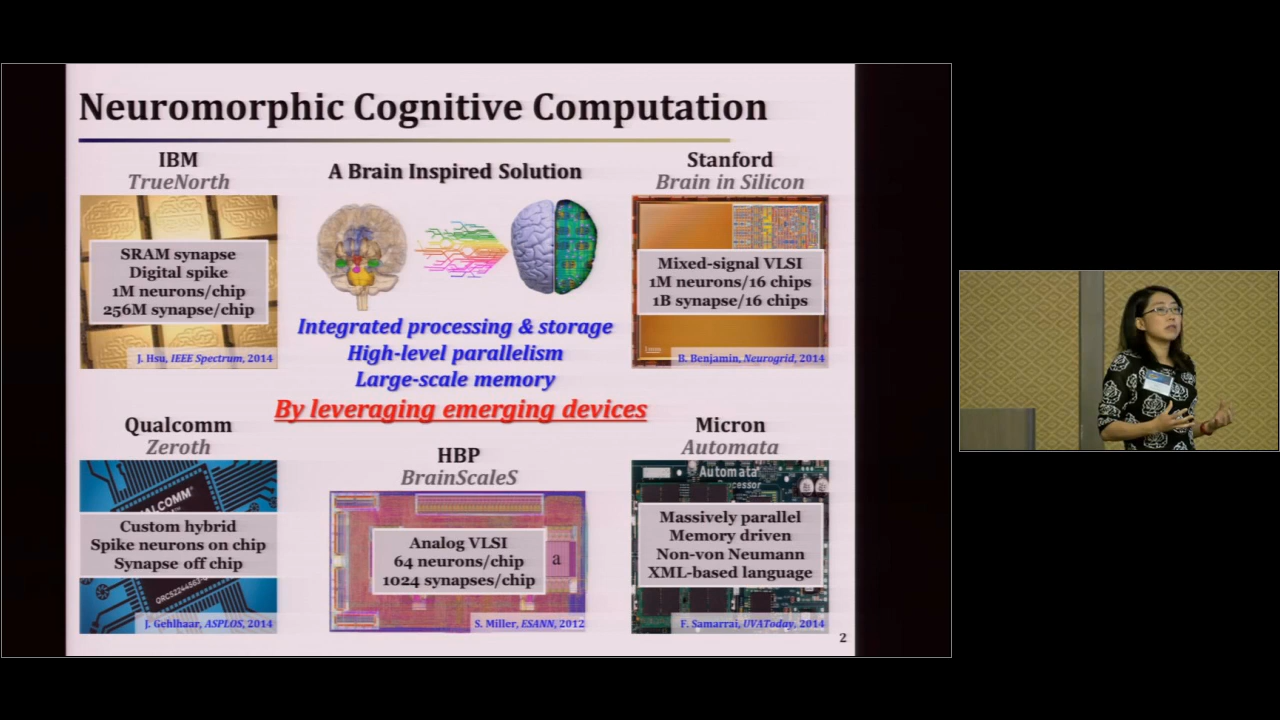 Neuromorphic Cognitive Computation
IBM
TrueNorth
SRAM synapse
Digital spike
1M neurons/chip
256M synapse/chip
J. Hsu, IEEE Spectrum, 2014
A Brain Inspired Solution
Integrated processing & storage
High-level parallelism
Large-scale memory
By leveraging emerging devices
Stanford
Brain in Silicon
Mixed-signal VLSI
1M neurons/16 chips
1B synapse/16 chips
B. Benjamin, Neurogrid, 2014
Qualcomm
Zeroth
ALCOMM
Custom hybrid
Spike neurons on chip
Synapse off chip
J. Gehlhaar, ASPLOS, 2014
HBP
BrainScaleS
Analog VLSI
64 neurons/chip
1024 synapses/chip
a
S. Miller, ESANN, 2012
Micron
Automata
Automata
cessor
Massively parallel
Memory driven
Non-von Neumann
XML-based language
F. Samarrai, UVAToday, 2014
2